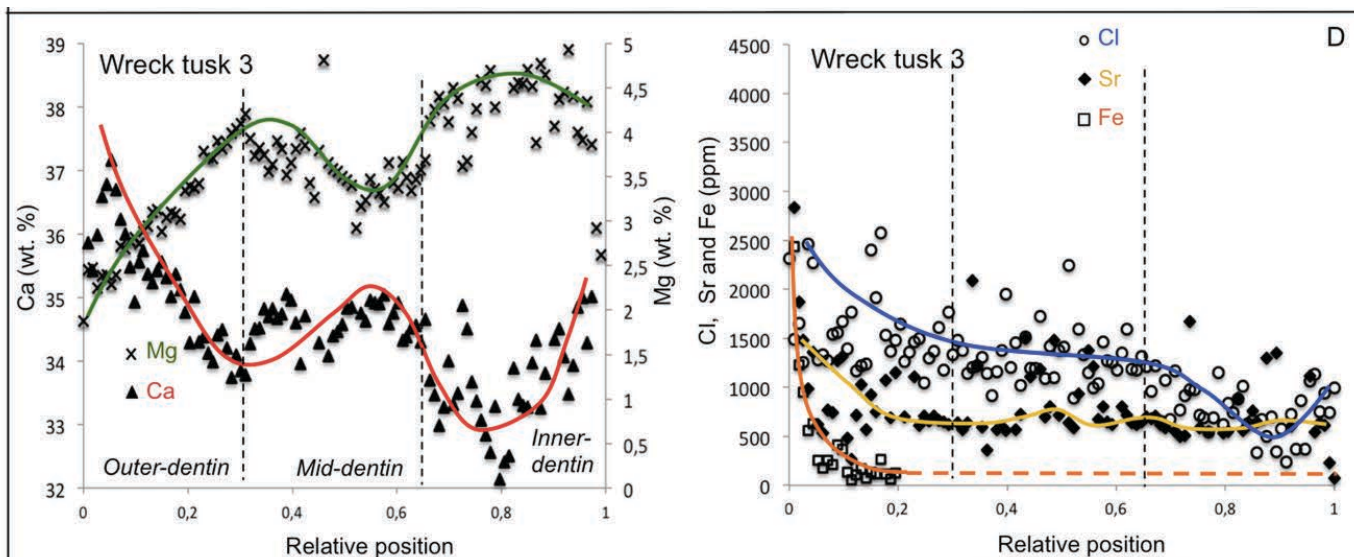 Wreck tusk 3
Ca (wt. %)
39
38
37
36
35
34
33
32
Mg
Ca
Outer-dentin
Mid-dentin
Inner-
dentin
5
4,5
4
3,5
3
2,5
2
1,5
1
0,5
0
Mg (wt. %)
0
0,2
0,4
0,6
0,8
1
Relative position
D
Wreck tusk 3
Cl
Sr
Fe
Cl, Sr and Fe (ppm)
4500
4000
3500
3000
2500
2000
1500
1000
500
0
0
0,2
0,4
0,6
0,8
1
Relative position